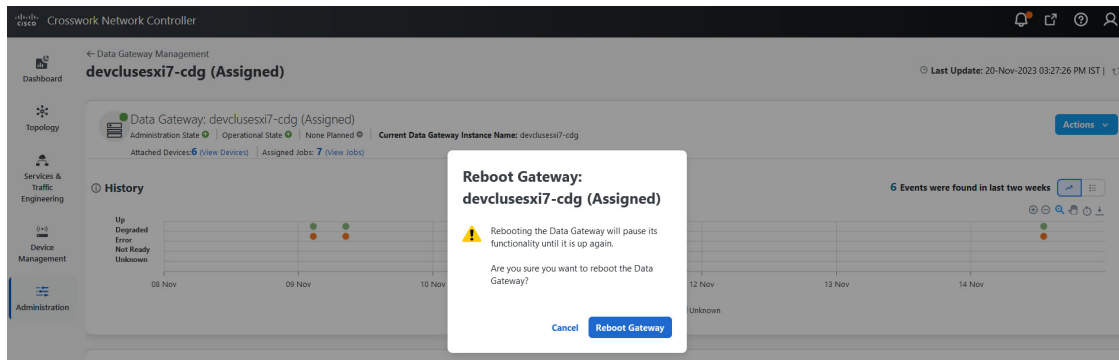 cisco Crosswork Network Controller
Dashboard
Topology
Services &
Traffic
Engineering
Device
Management
Administration
← Data Gateway Management
devclusesxi7-cdg (Assigned)
Last Update: 20-Nov-2023 03:27:26 PM IST |
Data Gateway: devclusesxi7-cdg (Assigned)
Administration State | Operational State | None Planned | Current Data Gateway Instance Name: devclusesxi7-cdg
Attached Devices:6 (View Devices) | Assigned Jobs: 7 (View Jobs)
Actions
History
6 Events were found in last two weeks
Up
Degraded
Error
Not Ready
Unknown
08 Nov 09 Nov 10 Nov 12 Nov 13 Nov 14 Nov
Unknown
Reboot Gateway:
devclusesxi7-cdg (Assigned)
Rebooting the Data Gateway will pause its
functionality until it is up again.
Are you sure you want to reboot the Data
Gateway?
Cancel Reboot Gateway